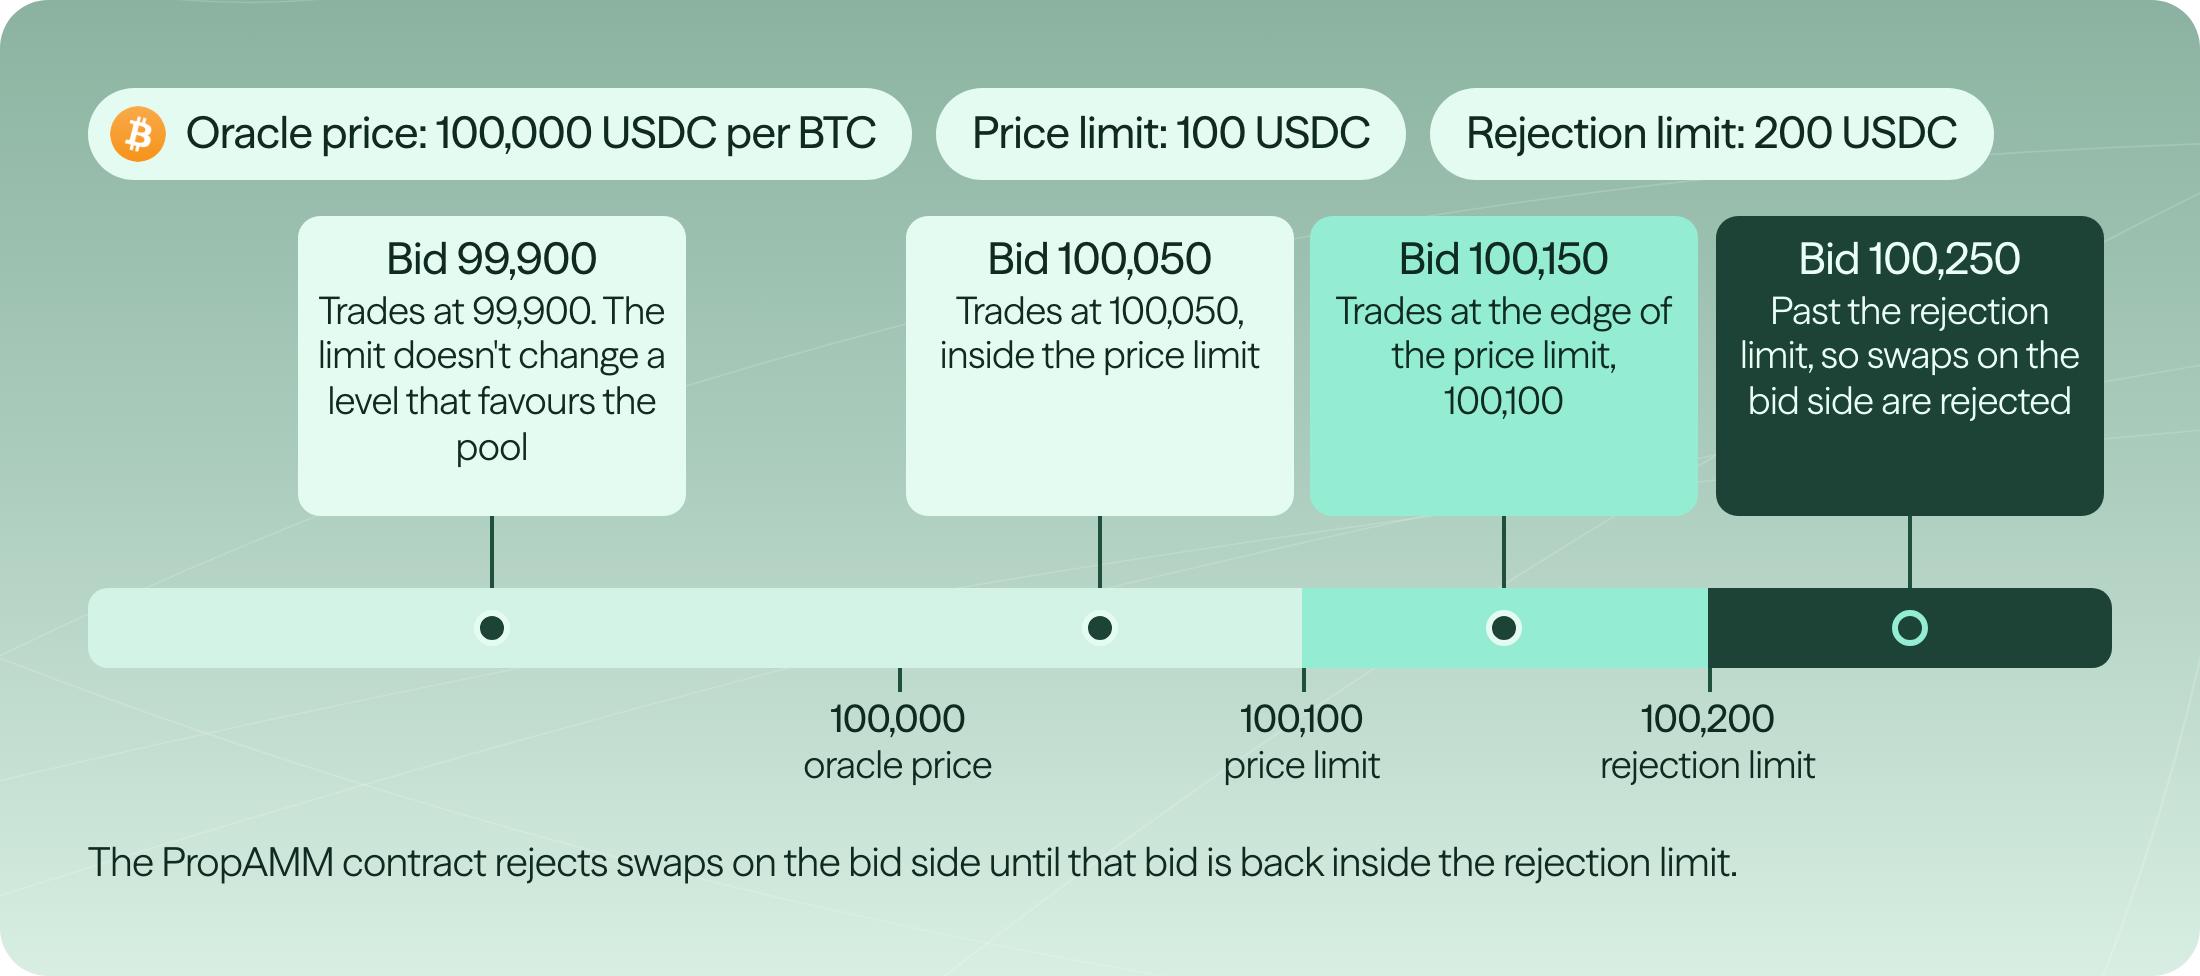 Oracle price: 100,000 USDC per BTC
Price limit: 100 USDC
Rejection limit: 200 USDC
Bid 99,900
Trades at 99,900. The
limit doesn't change a
level that favours the
pool
Bid 100,050
Trades at 100,050,
inside the price limit
Bid 100,150
Trades at the edge of
the price limit,
100,100
Bid 100,250
Past the rejection
limit, so swaps on the
bid side are rejected
100,000
oracle price
100,100
price limit
100,200
rejection limit
The PropAMM contract rejects swaps on the bid side until that bid is back inside the rejection limit.